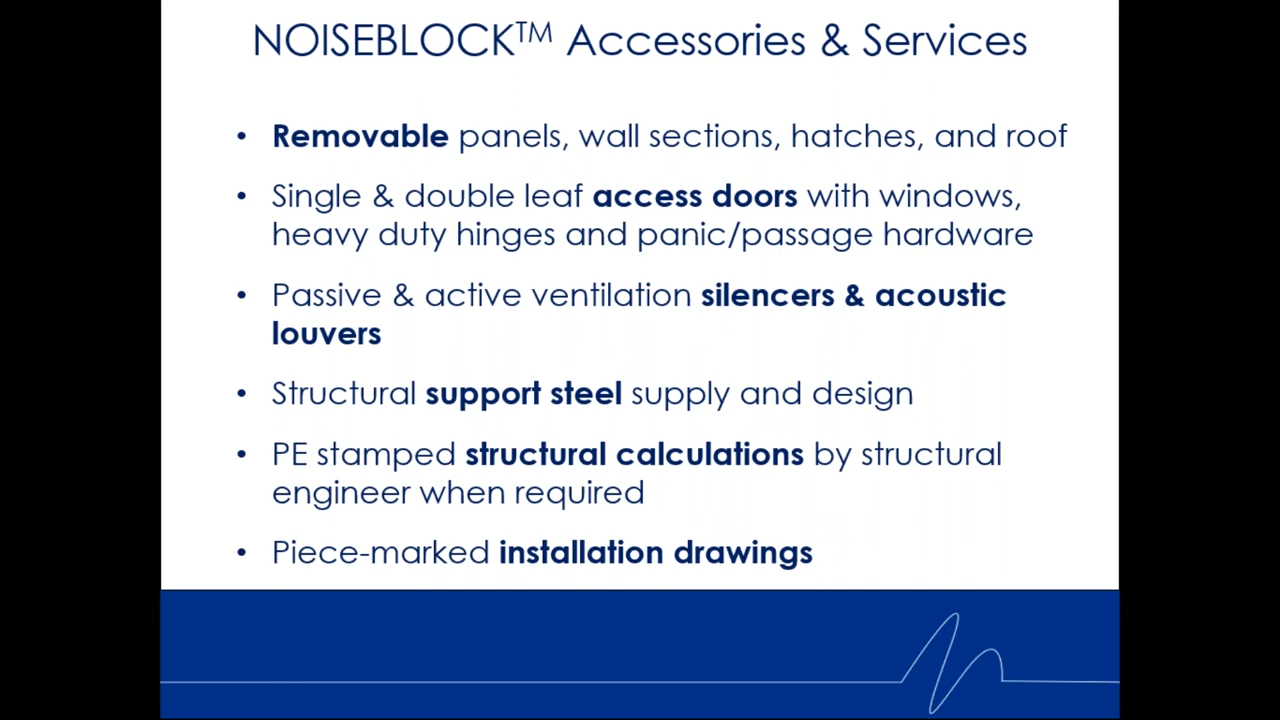 NOISEBLOCK™ Accessories & Services
• Removable panels, wall sections, hatches, and roof
• Single & double leaf access doors with windows,
heavy duty hinges and panic/passage hardware
• Passive & active ventilation silencers & acoustic
louvers
• Structural support steel supply and design
• PE stamped structural calculations by structural
engineer when required
• Piece-marked installation drawings